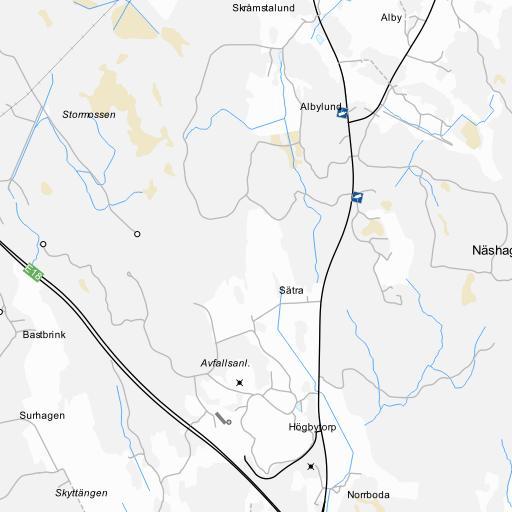 Skråmstalund
Alby
Albylund
Stormossen
Näshag
E18
Sätra
Bastbrink
Avfallsanl.
Surhagen
Högbytorp
Skyttängen
Norrboda